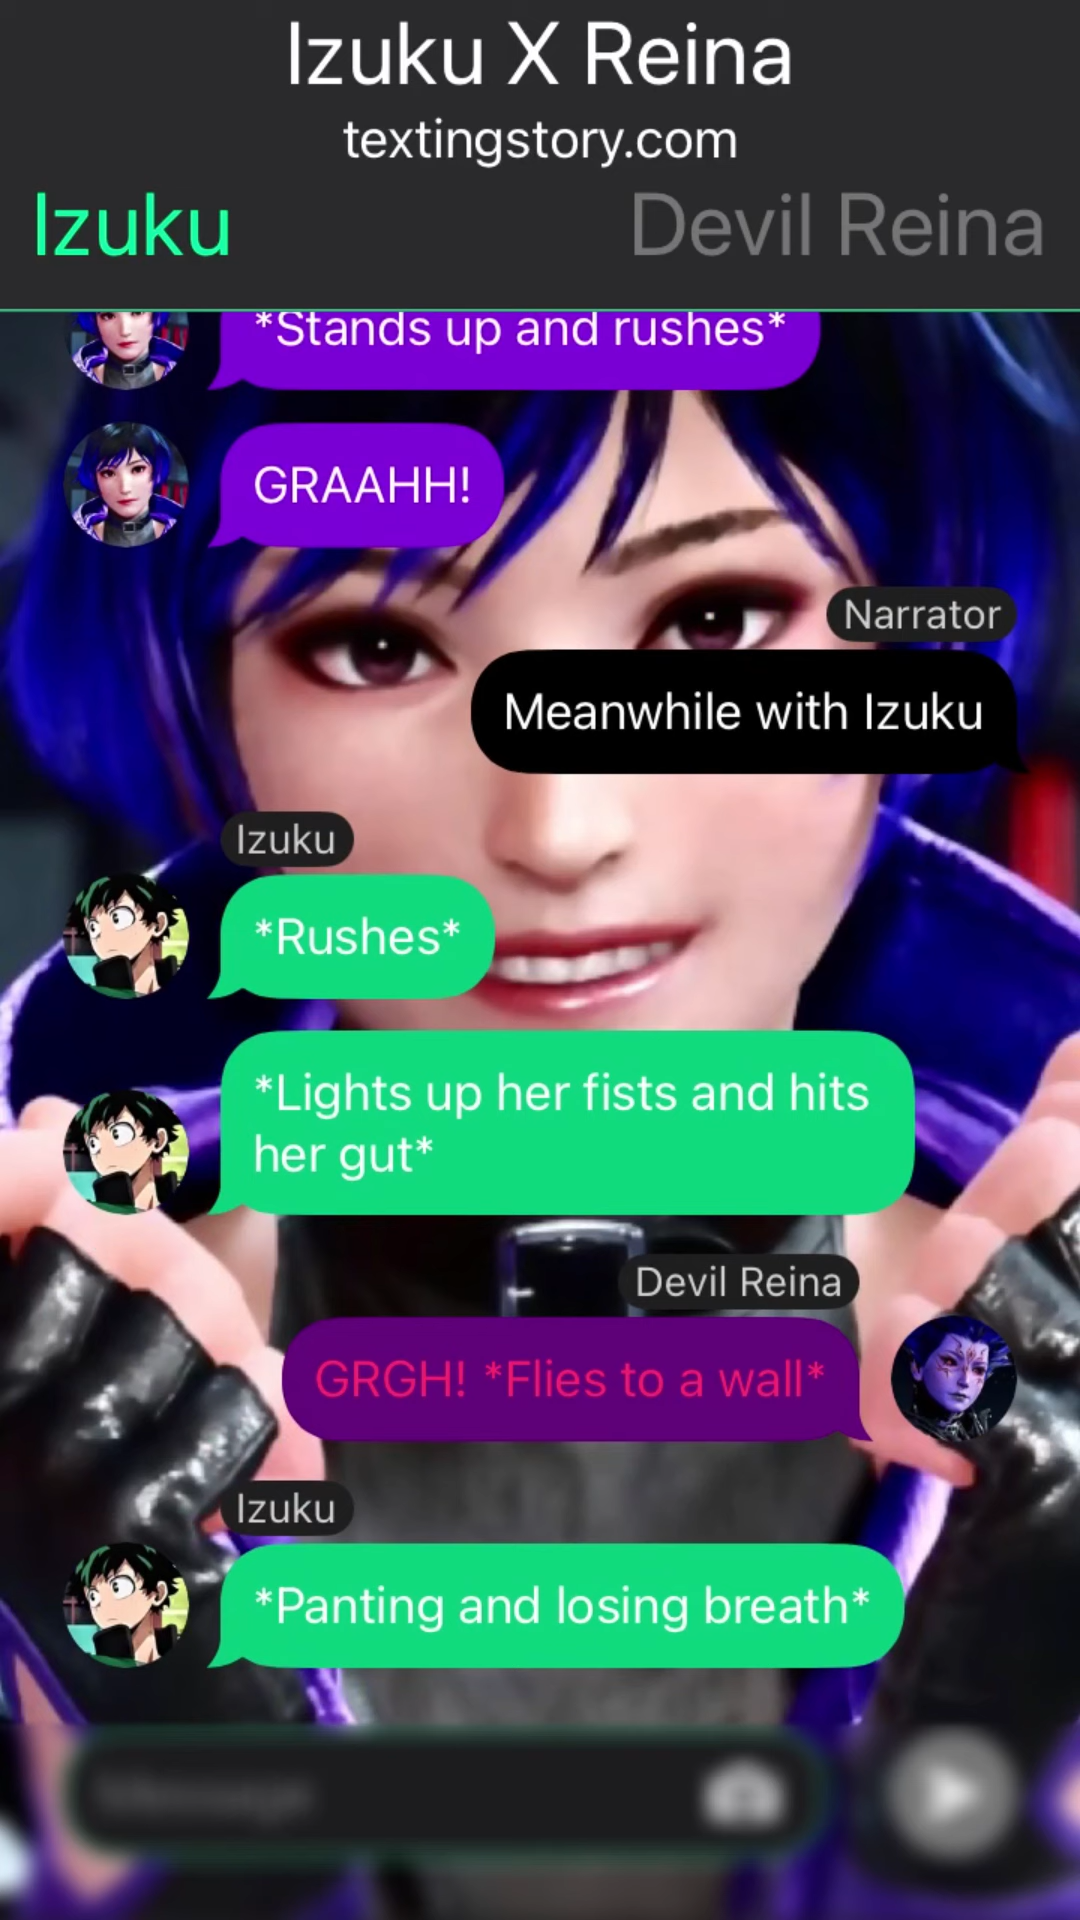 Izuku X Reina
textingstory.com
Izuku
Devil Reina
*Stands up and rushes*
GRAAHH!
Narrator
Meanwhile with Izuku
Izuku
*Rushes*
*Lights up her fists and hits
her gut*
Devil Reina
GRGH! *Flies to a wall*
Izuku
*Panting and losing breath*